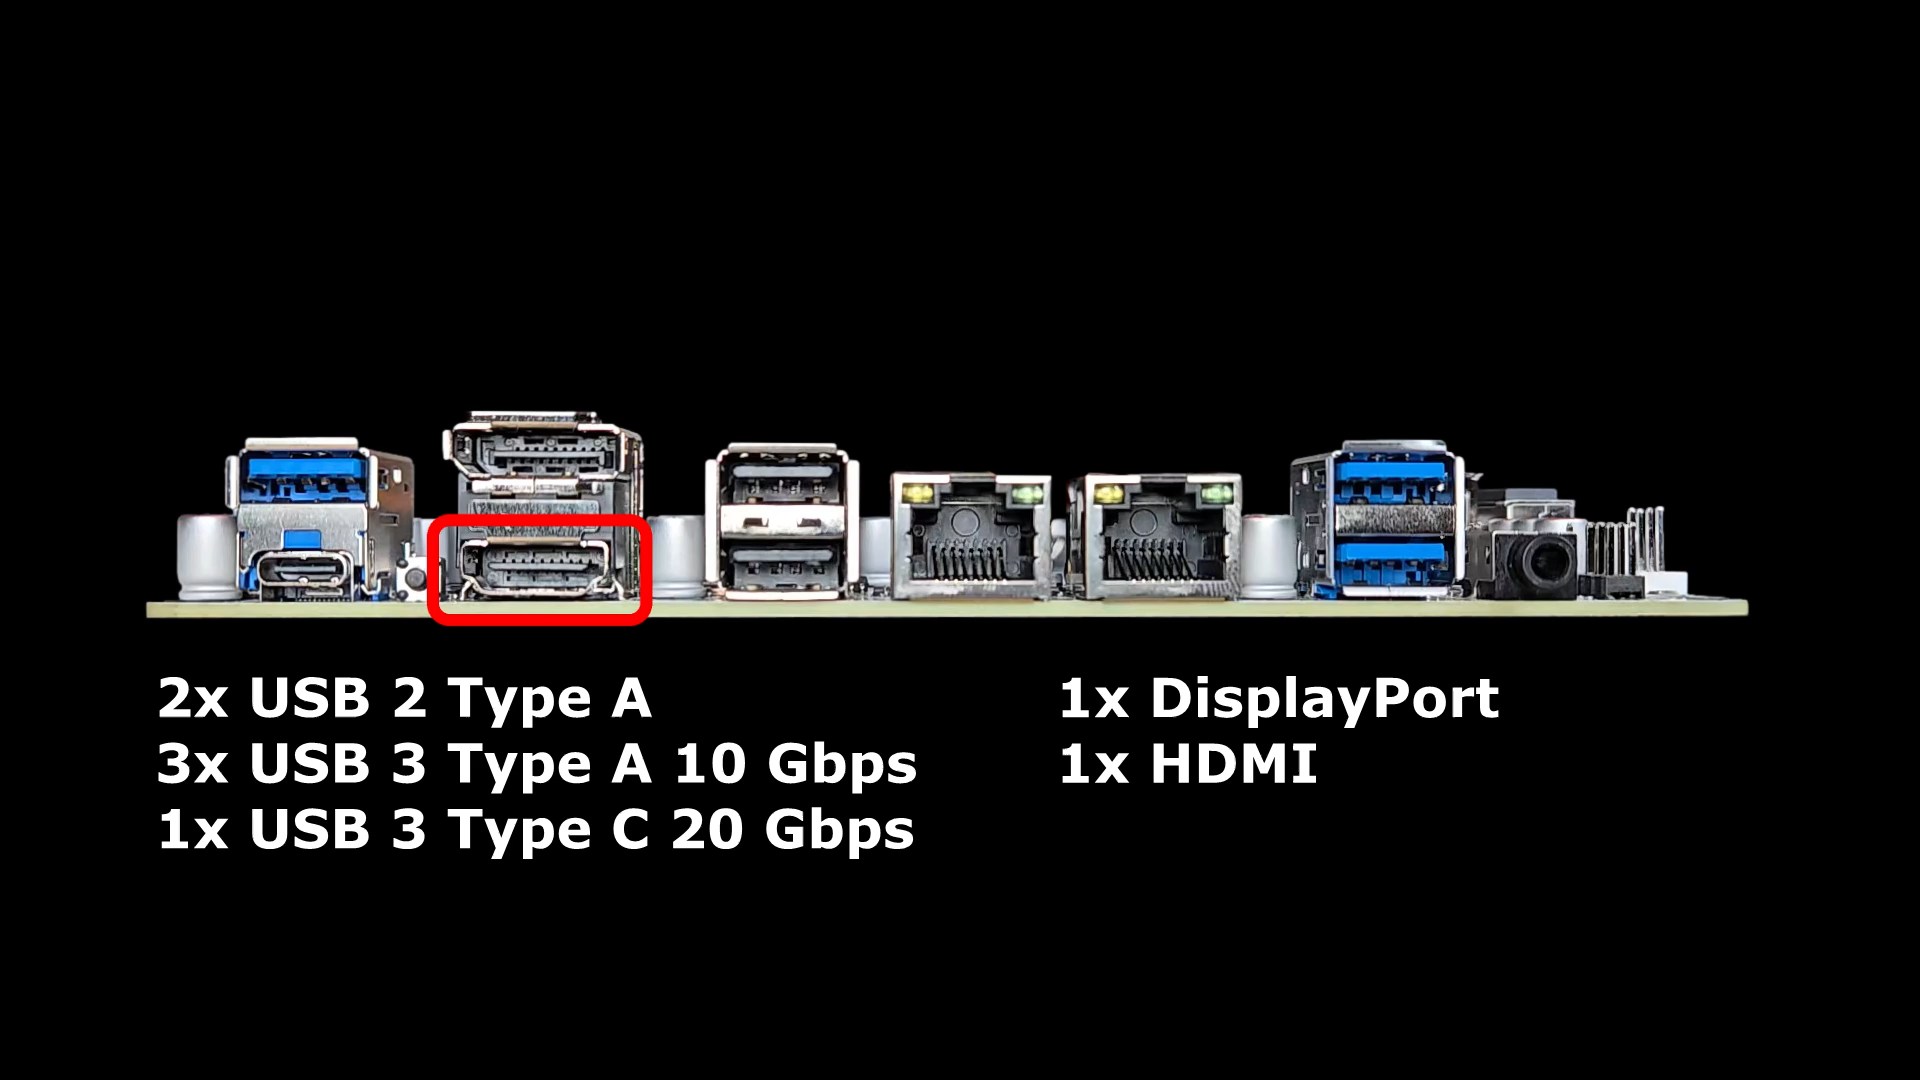 2x USB 2 Type A
3x USB 3 Type A 10 Gbps
1x USB 3 Type C 20 Gbps
1x DisplayPort
1x HDMI